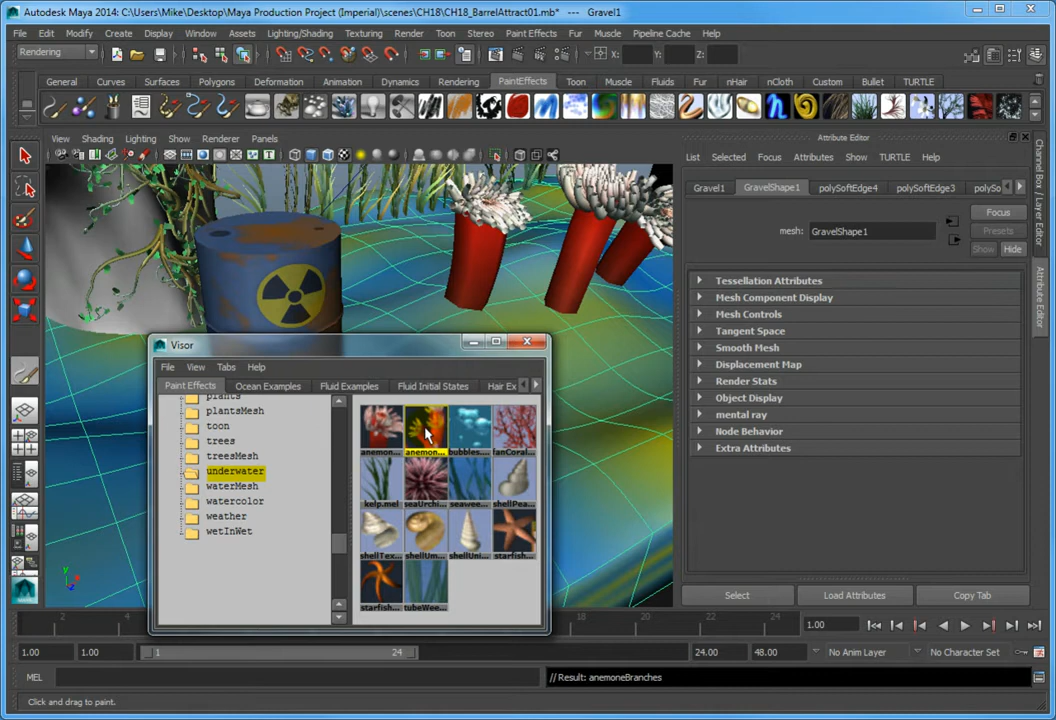 Autodesk Maya 2014: C:\Users\Mike\Desktop\Maya Production Project (Imperial)\scenes\CH18\CH18_BarrelAttract01.mb* --- Gravel1
File Edit Modify Create Display Window Assets Lighting/Shading Texturing Render Toon Stereo Paint Effects Fur Muscle Pipeline Cache Help
Rendering X: Y: Z:
General Curves Surfaces Polygons Deformation Animation Dynamics Rendering PaintEffects Toon Muscle Fluids Fur nHair nCloth Custom Bullet TURTLE
View Shading Lighting Show Renderer Panels
Attribute Editor
List Selected Focus Attributes Show TURTLE Help
Gravel1 GravelShape1 polySoftEdge4 polySoftEdge3 polySo
Focus
mesh: GravelShape1 Presets
Show Hide
Tessellation Attributes
Mesh Component Display
Mesh Controls
Tangent Space
Smooth Mesh
Displacement Map
Render Stats
Object Display
mental ray
Node Behavior
Extra Attributes
Select Load Attributes Copy Tab
Channel Box / Layer Editor
Attribute Editor
Visor
File View Tabs Help
Paint Effects Ocean Examples Fluid Examples Fluid Initial States Hair Ex
plants
plantsMesh
toon
trees
treesMesh
underwater
waterMesh
watercolor
weather
wetInWet
anemon... anemon... bubbles... fanCoral...
kelp.mel seaUrchi... seawee... shellPea...
shellTex... shellUm... shellUni... starfish...
starfish... tubeWee...
y
2 4 18 20 22 24 1.00
1.00 1.00 1 24 24.00 48.00 No Anim Layer No Character Set
MEL // Result: anemoneBranches
Click and drag to paint.